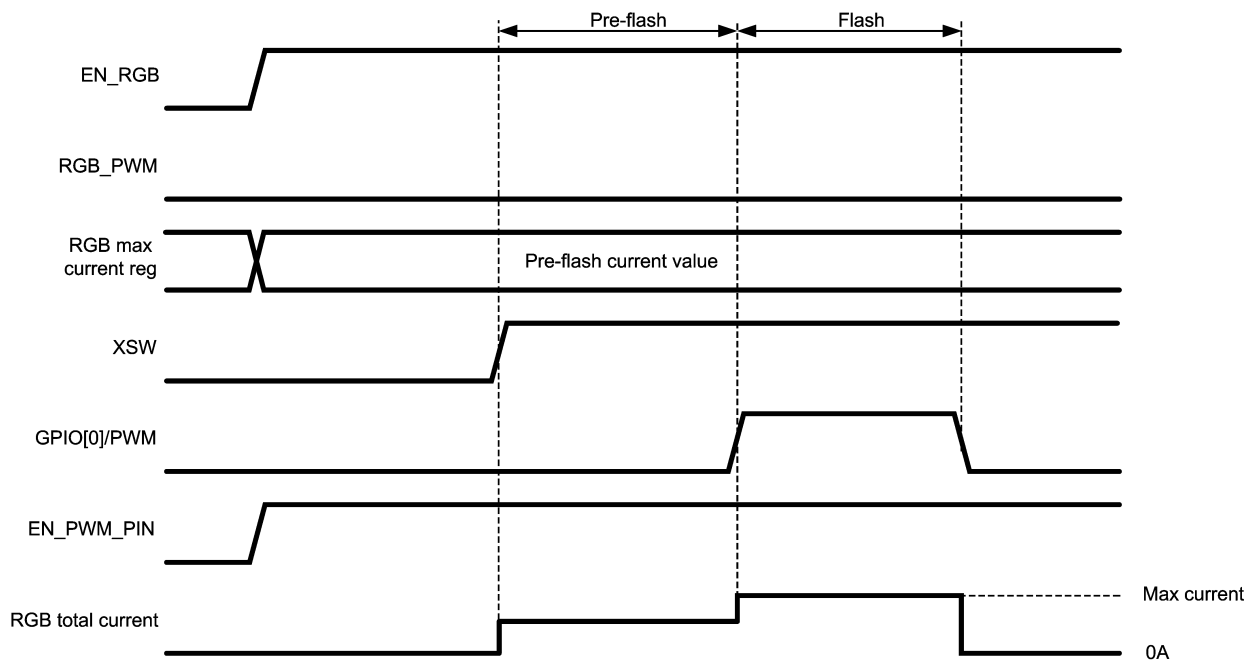 Pre-flash
Flash
EN_RGB
RGB_PWM
RGB max
current reg
Pre-flash current value
XSW
GPIO[0]/PWM
EN_PWM_PIN
Max current
RGB total current
0A